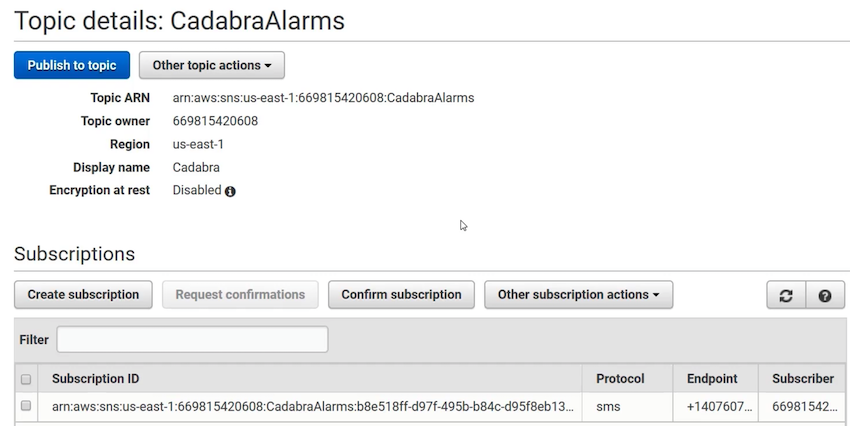 Topic details: CadabraAlarms
Publish to topic Other topic actions
Topic ARN arn:aws:sns:us-east-1:669815420608:CadabraAlarms
Topic owner 669815420608
Region us-east-1
Display name Cadabra
Encryption at rest Disabled
Subscriptions
Create subscription Request confirmations Confirm subscription Other subscription actions
Filter
Subscription ID Protocol Endpoint Subscriber
arn:aws:sns:us-east-1:669815420608:CadabraAlarms:b8e518ff-d97f-495b-b84c-d95f8eb13... sms +1407607... 66981542...